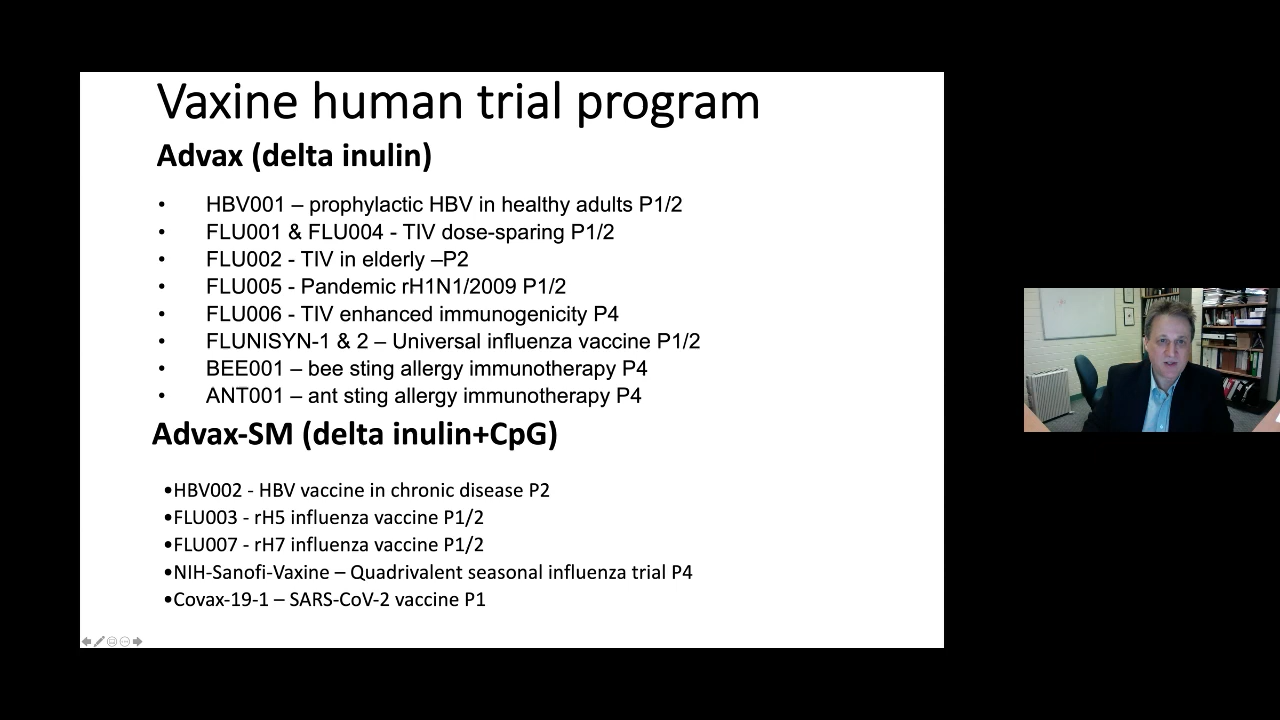 Vaxine human trial program
Advax (delta inulin)
• HBV001 – prophylactic HBV in healthy adults P1/2
• FLU001 & FLU004 - TIV dose-sparing P1/2
• FLU002 - TIV in elderly –P2
• FLU005 - Pandemic rH1N1/2009 P1/2
• FLU006 - TIV enhanced immunogenicity P4
• FLUNISYN-1 & 2 – Universal influenza vaccine P1/2
• BEE001 – bee sting allergy immunotherapy P4
• ANT001 – ant sting allergy immunotherapy P4
Advax-SM (delta inulin+CpG)
•HBV002 - HBV vaccine in chronic disease P2
•FLU003 - rH5 influenza vaccine P1/2
•FLU007 - rH7 influenza vaccine P1/2
•NIH-Sanofi-Vaxine – Quadrivalent seasonal influenza trial P4
•Covax-19-1 – SARS-CoV-2 vaccine P1